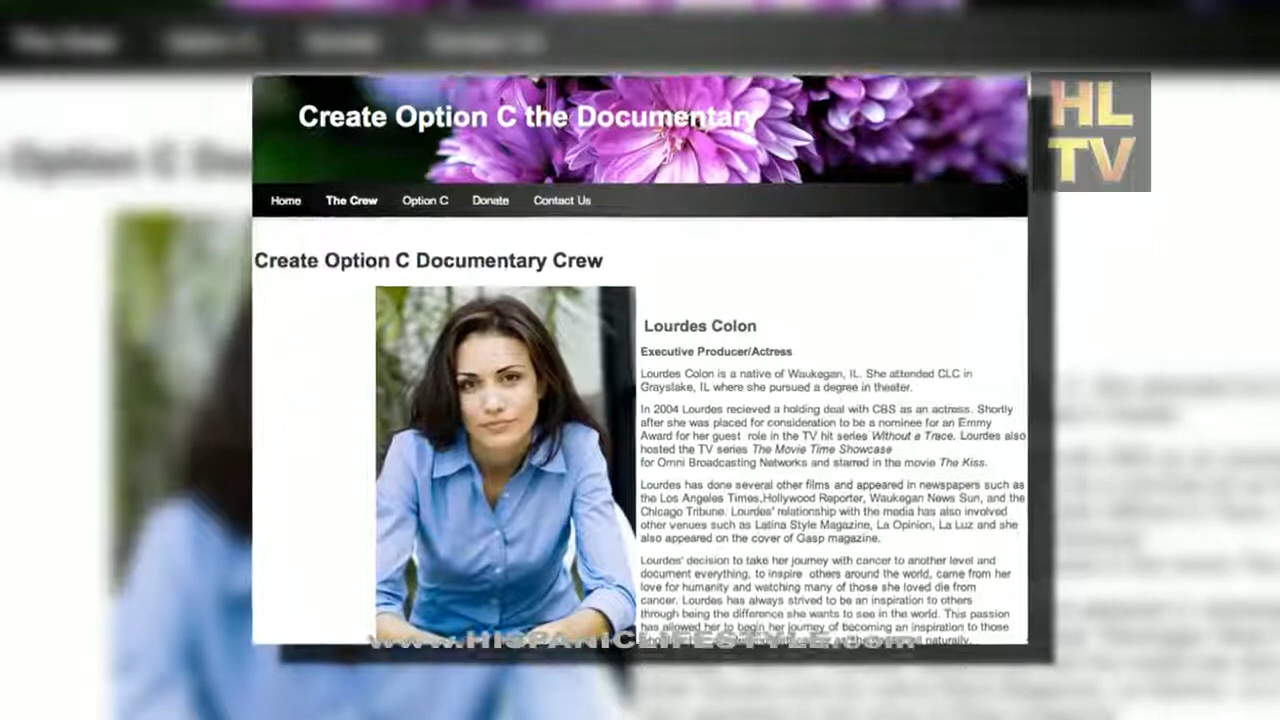 Create Option C the Documentary
HL
TV
Home The Crew Option C Donate Contact Us
Create Option C Documentary Crew
Lourdes Colon
Executive Producer/Actress
Lourdes Colon is a native of Waukegan, IL. She attended CLC in
Grayslake, IL where she pursued a degree in theater.
In 2004 Lourdes recieved a holding deal with CBS as an actress. Shortly
after she was placed for consideration to be a nominee for an Emmy
Award for her guest role in the TV hit series Without a Trace. Lourdes also
hosted the TV series The Movie Time Showcase
for Omni Broadcasting Networks and starred in the movie The Kiss.
Lourdes has done several other films and appeared in newspapers such as
the Los Angeles Times,Hollywood Reporter, Waukegan News Sun, and the
Chicago Tribune. Lourdes' relationship with the media has also involved
other venues such as Latina Style Magazine, La Opinion, La Luz and she
also appeared on the cover of Gasp magazine.
Lourdes' decision to take her journey with cancer to another level and
document everything, to inspire others around the world, came from her
love for humanity and watching many of those she loved die from
cancer. Lourdes has always strived to be an inspiration to others
through being the difference she wants to see in the world. This passion
has allowed her to begin her journey of becoming an inspiration to those
naturally.
www.HISPANICLIFESTYLE.com